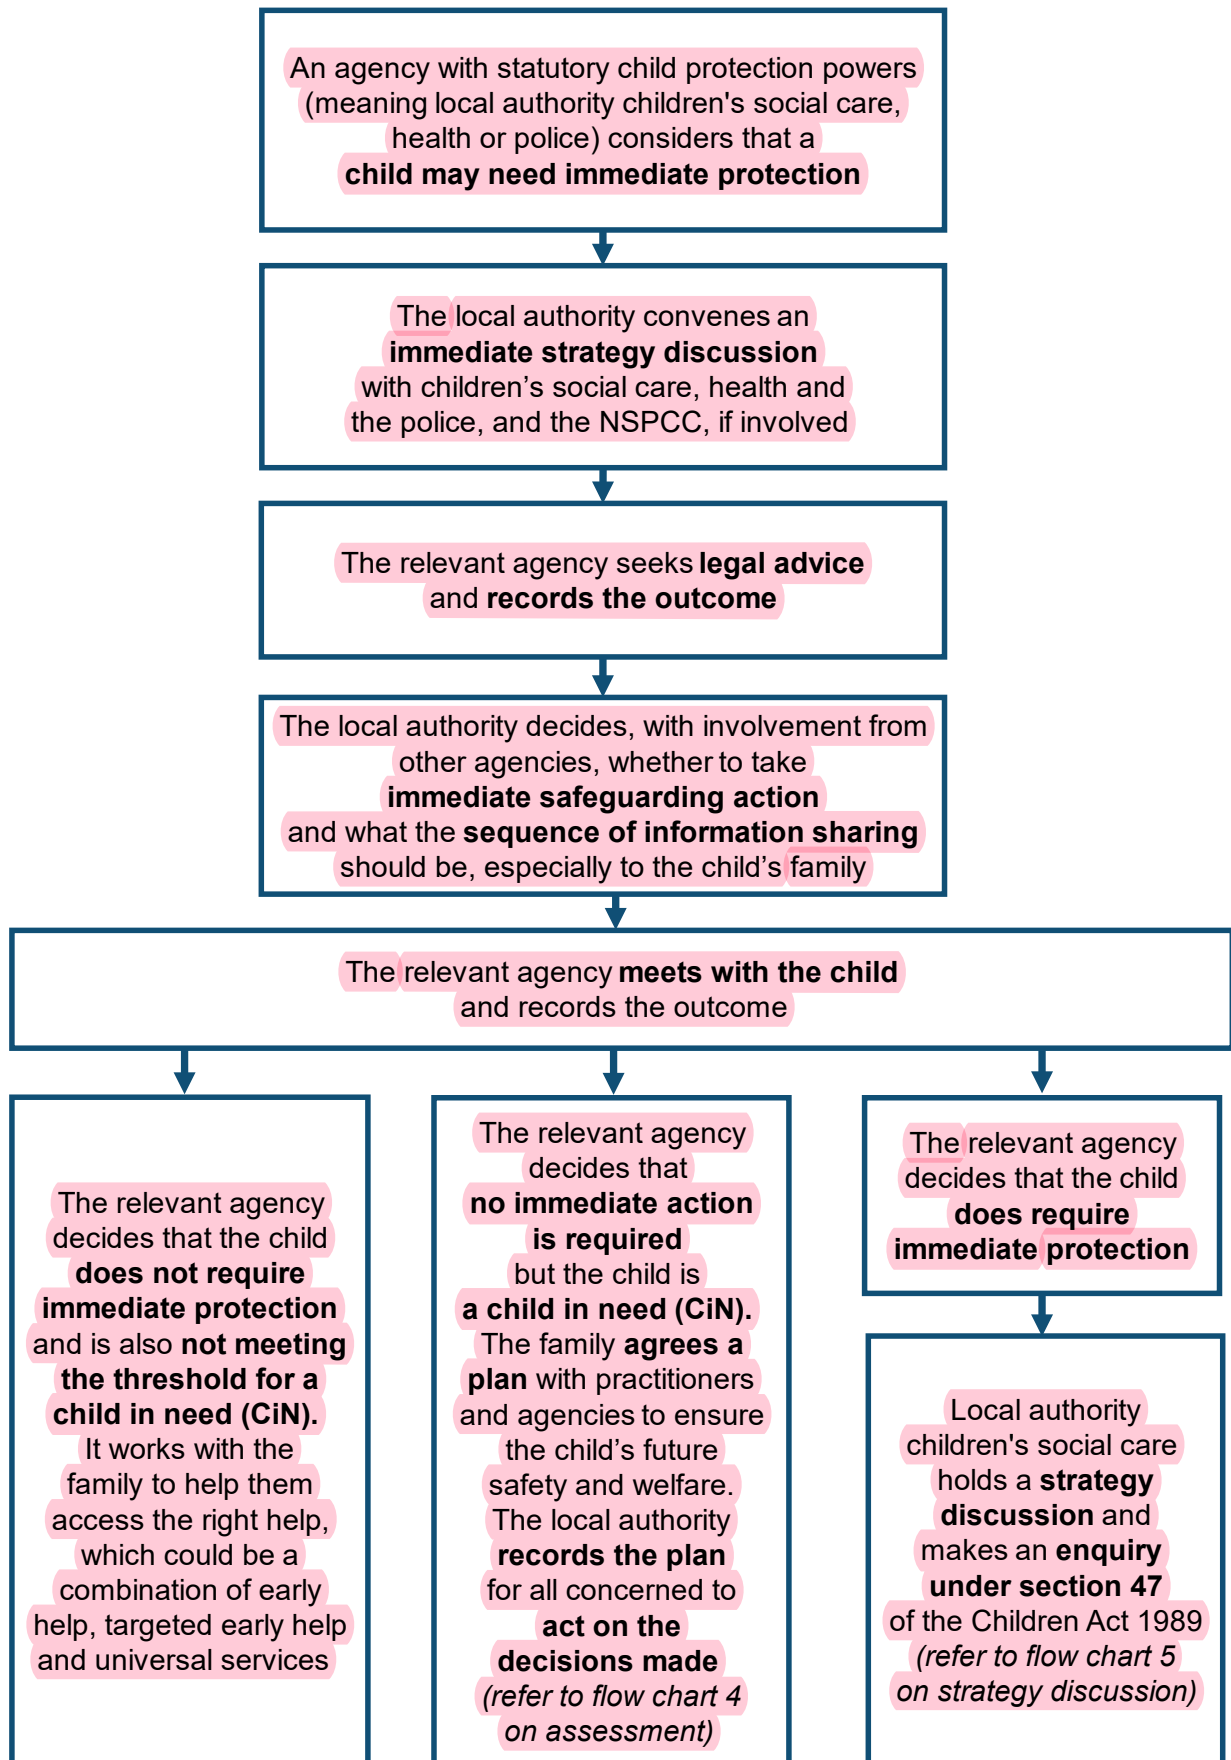 An agency with statutory child protection powers
(meaning local authority children's social care,
health or police) considers that a
child may need immediate protection
The local authority convenes an
immediate strategy discussion
with children’s social care, health and
the police, and the NSPCC, if involved
The relevant agency seeks legal advice
and records the outcome
The local authority decides, with involvement from
other agencies, whether to take
immediate safeguarding action
and what the sequence of information sharing
should be, especially to the child’s family
The relevant agency meets with the child
and records the outcome
The relevant agency
decides that the child
does not require
immediate protection
and is also not meeting
the threshold for a
child in need (CiN).
It works with the
family to help them
access the right help,
which could be a
combination of early
help, targeted early help
and universal services
The relevant agency
decides that
no immediate action
is required
but the child is
a child in need (CiN).
The family agrees a
plan with practitioners
and agencies to ensure
the child’s future
safety and welfare.
The local authority
records the plan
for all concerned to
act on the
decisions made
(refer to flow chart 4
on assessment)
The relevant agency
decides that the child
does require
immediate protection
Local authority
children's social care
holds a strategy
discussion and
makes an enquiry
under section 47
of the Children Act 1989
(refer to flow chart 5
on strategy discussion)